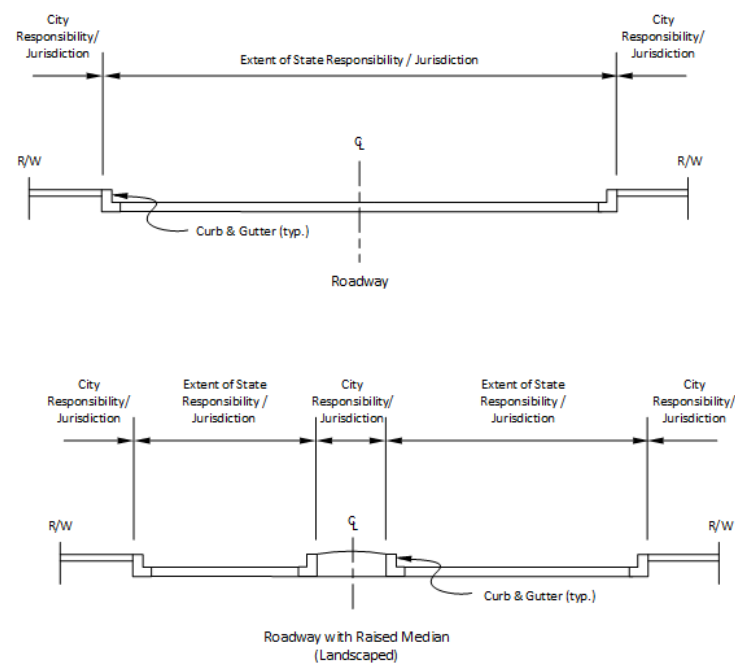 City
Responsibility/
Jurisdiction
Extent of State Responsibility / Jurisdiction
City
Responsibility/
Jurisdiction
R/W
℄
R/W
Curb & Gutter (typ.)
Roadway
City
Responsibility/
Jurisdiction
Extent of State
Responsibility /
Jurisdiction
City
Responsibility/
Jurisdiction
Extent of State
Responsibility /
Jurisdiction
City
Responsibility/
Jurisdiction
R/W
℄
R/W
Curb & Gutter (typ.)
Roadway with Raised Median
(Landscaped)